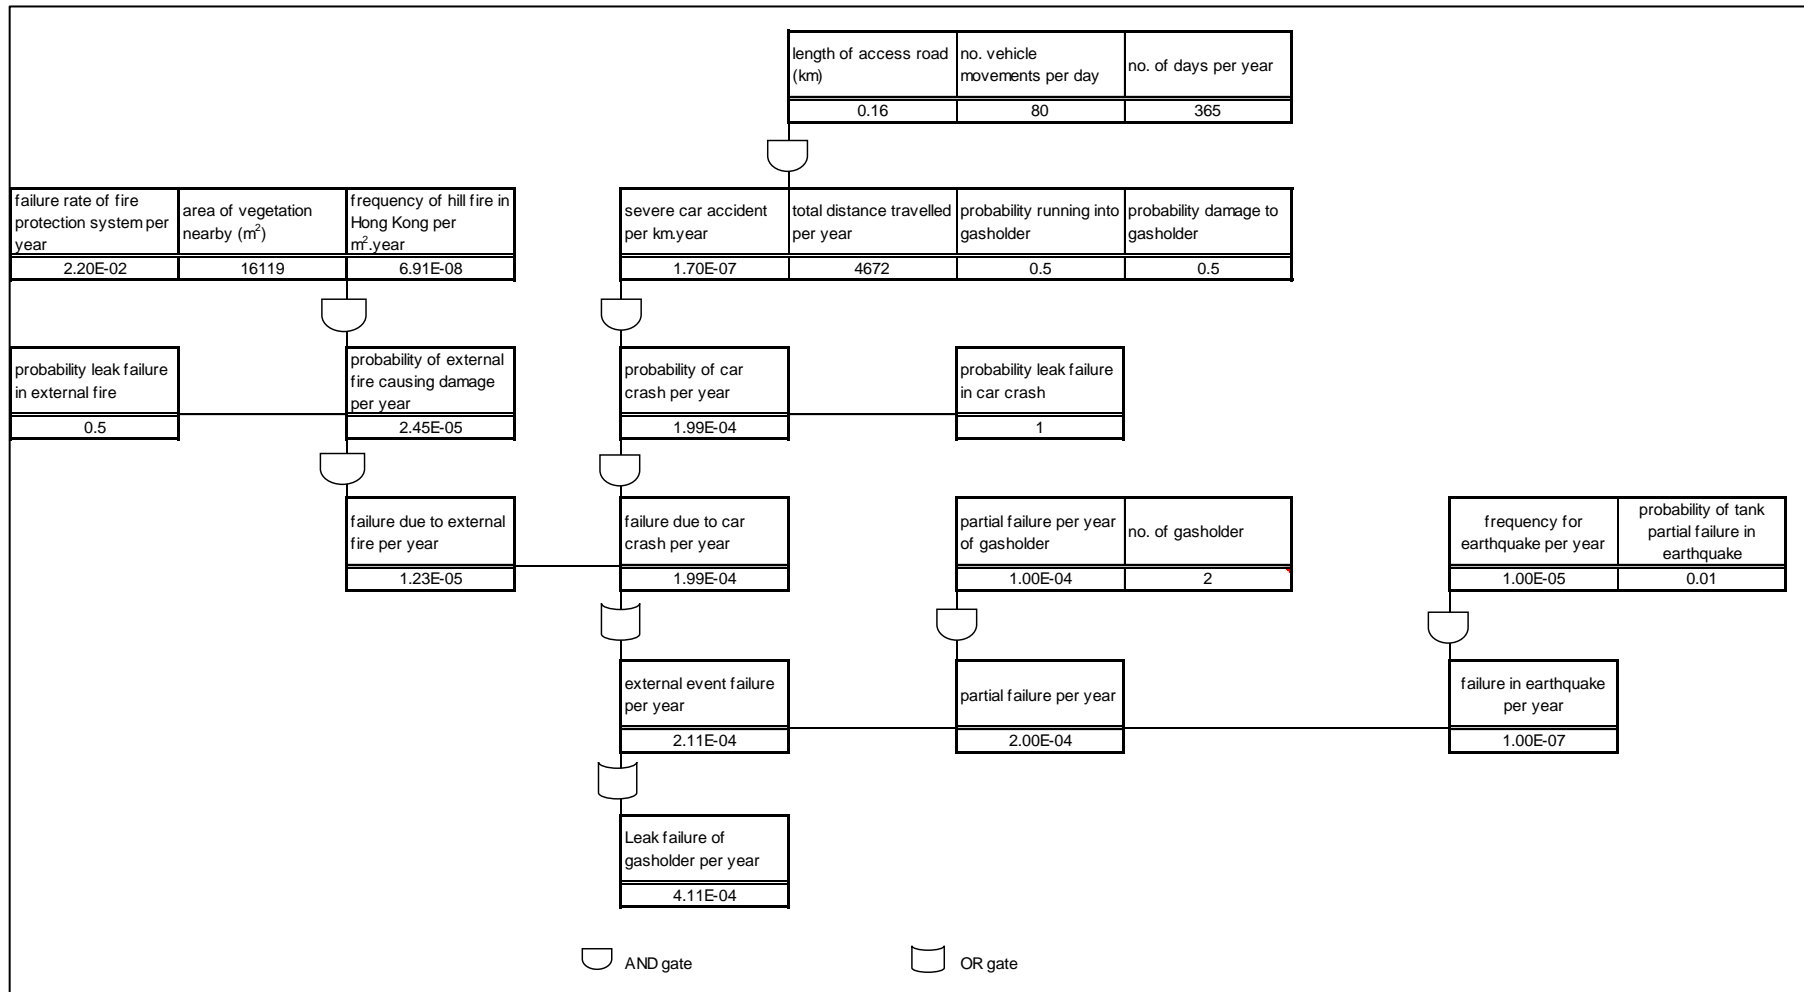 length of access road
(km)
no. vehicle
movements per day
no. of days per year
0.16
80
365
failure rate of fire
protection system per
year
area of vegetation
nearby (m²)
frequency of hill fire in
Hong Kong per
m².year
2.20E-02
16119
6.91E-08
severe car accident
per km.year
total distance travelled
per year
probability running into
gasholder
probability damage to
gasholder
1.70E-07
4672
0.5
0.5
probability leak failure
in external fire
0.5
probability of external
fire causing damage
per year
2.45E-05
probability of car
crash per year
1.99E-04
probability leak failure
in car crash
1
failure due to external
fire per year
1.23E-05
failure due to car
crash per year
1.99E-04
partial failure per year
of gasholder
no. of gasholder
1.00E-04
2
frequency for
earthquake per year
probability of tank
partial failure in
earthquake
1.00E-05
0.01
external event failure
per year
2.11E-04
partial failure per year
2.00E-04
failure in earthquake
per year
1.00E-07
Leak failure of
gasholder per year
4.11E-04
AND gate
OR gate